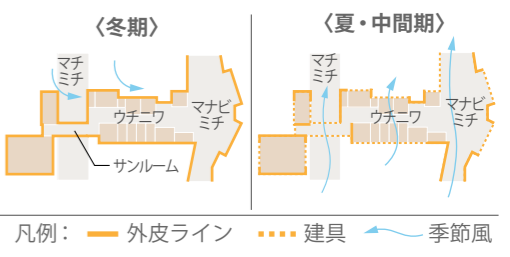 〈冬期〉
〈夏・中間期〉
マチ
ミチ
ウチニワ
マナビ
ミチ
サンルーム
マチ
ミチ
ウチニワ
マナビ
ミチ
凡例： 外皮ライン 建具 季節風